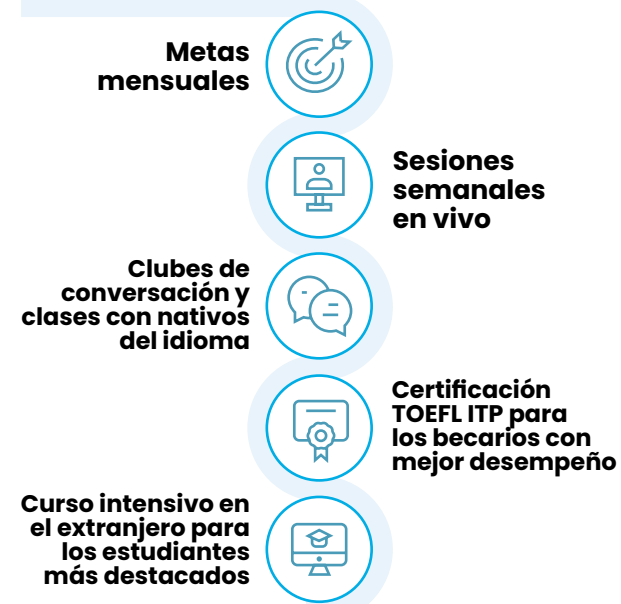 Metas
mensuales
Sesiones
semanales
en vivo
Clubes de
conversación y
clases con nativos
del idioma
Certificación
TOEFL ITP para
los becarios con
mejor desempeño
Curso intensivo en
el extranjero para
los estudiantes
más destacados